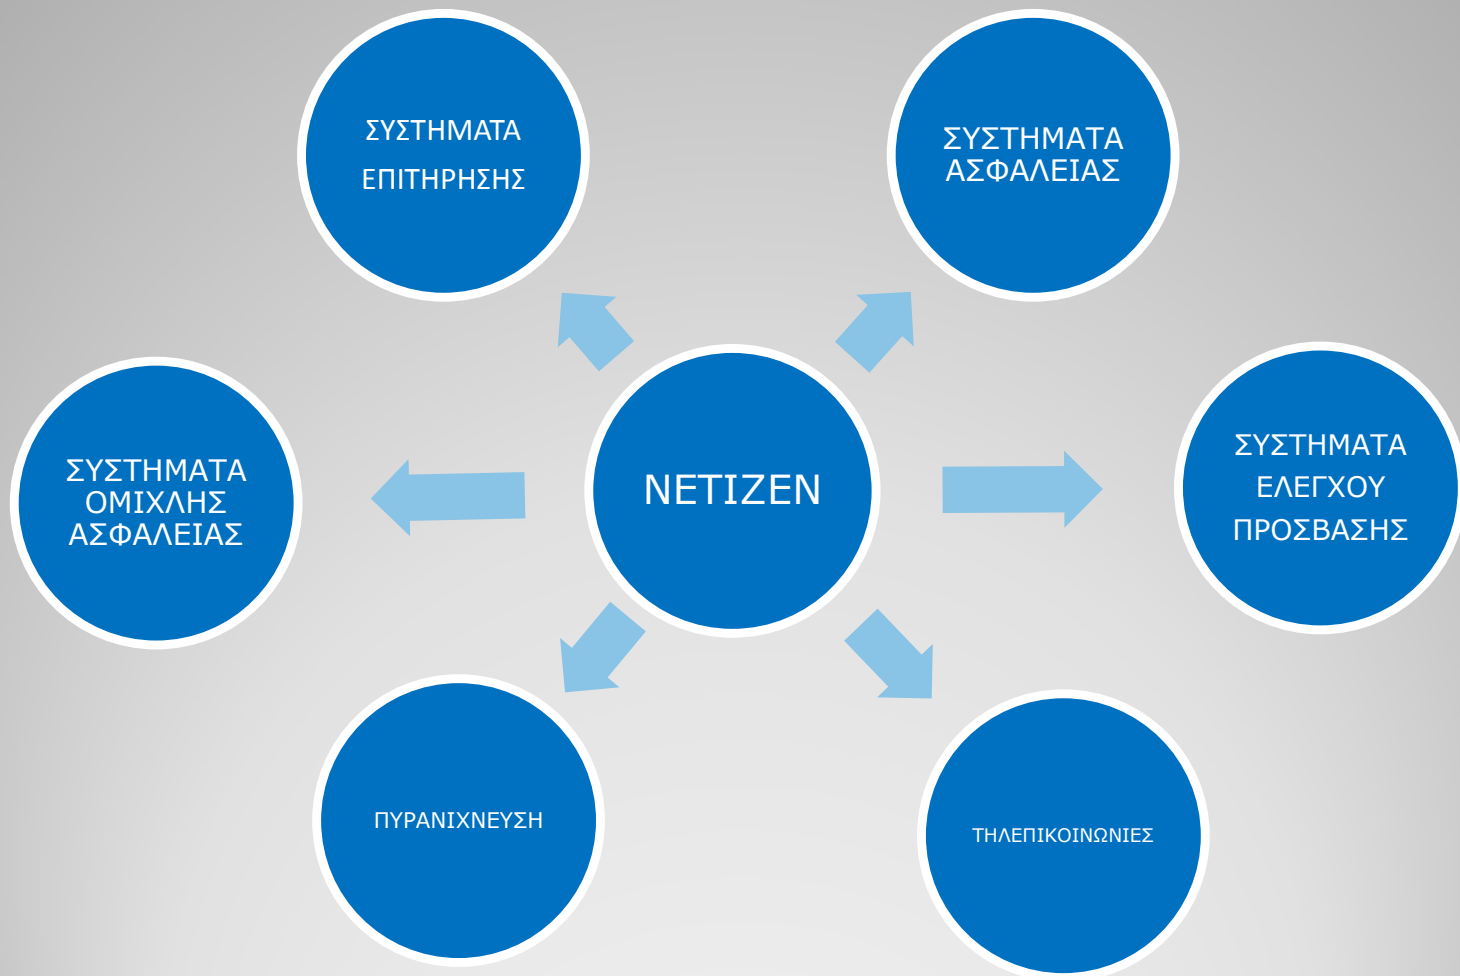 ΣΥΣΤΗΜΑΤΑ
ΕΠΙΤΗΡΗΣΗΣ
ΣΥΣΤΗΜΑΤΑ
ΑΣΦΑΛΕΙΑΣ
ΣΥΣΤΗΜΑΤΑ
ΟΜΙΧΛΗΣ
ΑΣΦΑΛΕΙΑΣ
NETIZEN
ΣΥΣΤΗΜΑΤΑ
ΕΛΕΓΧΟΥ
ΠΡΟΣΒΑΣΗΣ
ΠΥΡΑΝΙΧΝΕΥΣΗ
ΤΗΛΕΠΙΚΟΙΝΩΝΙΕΣ